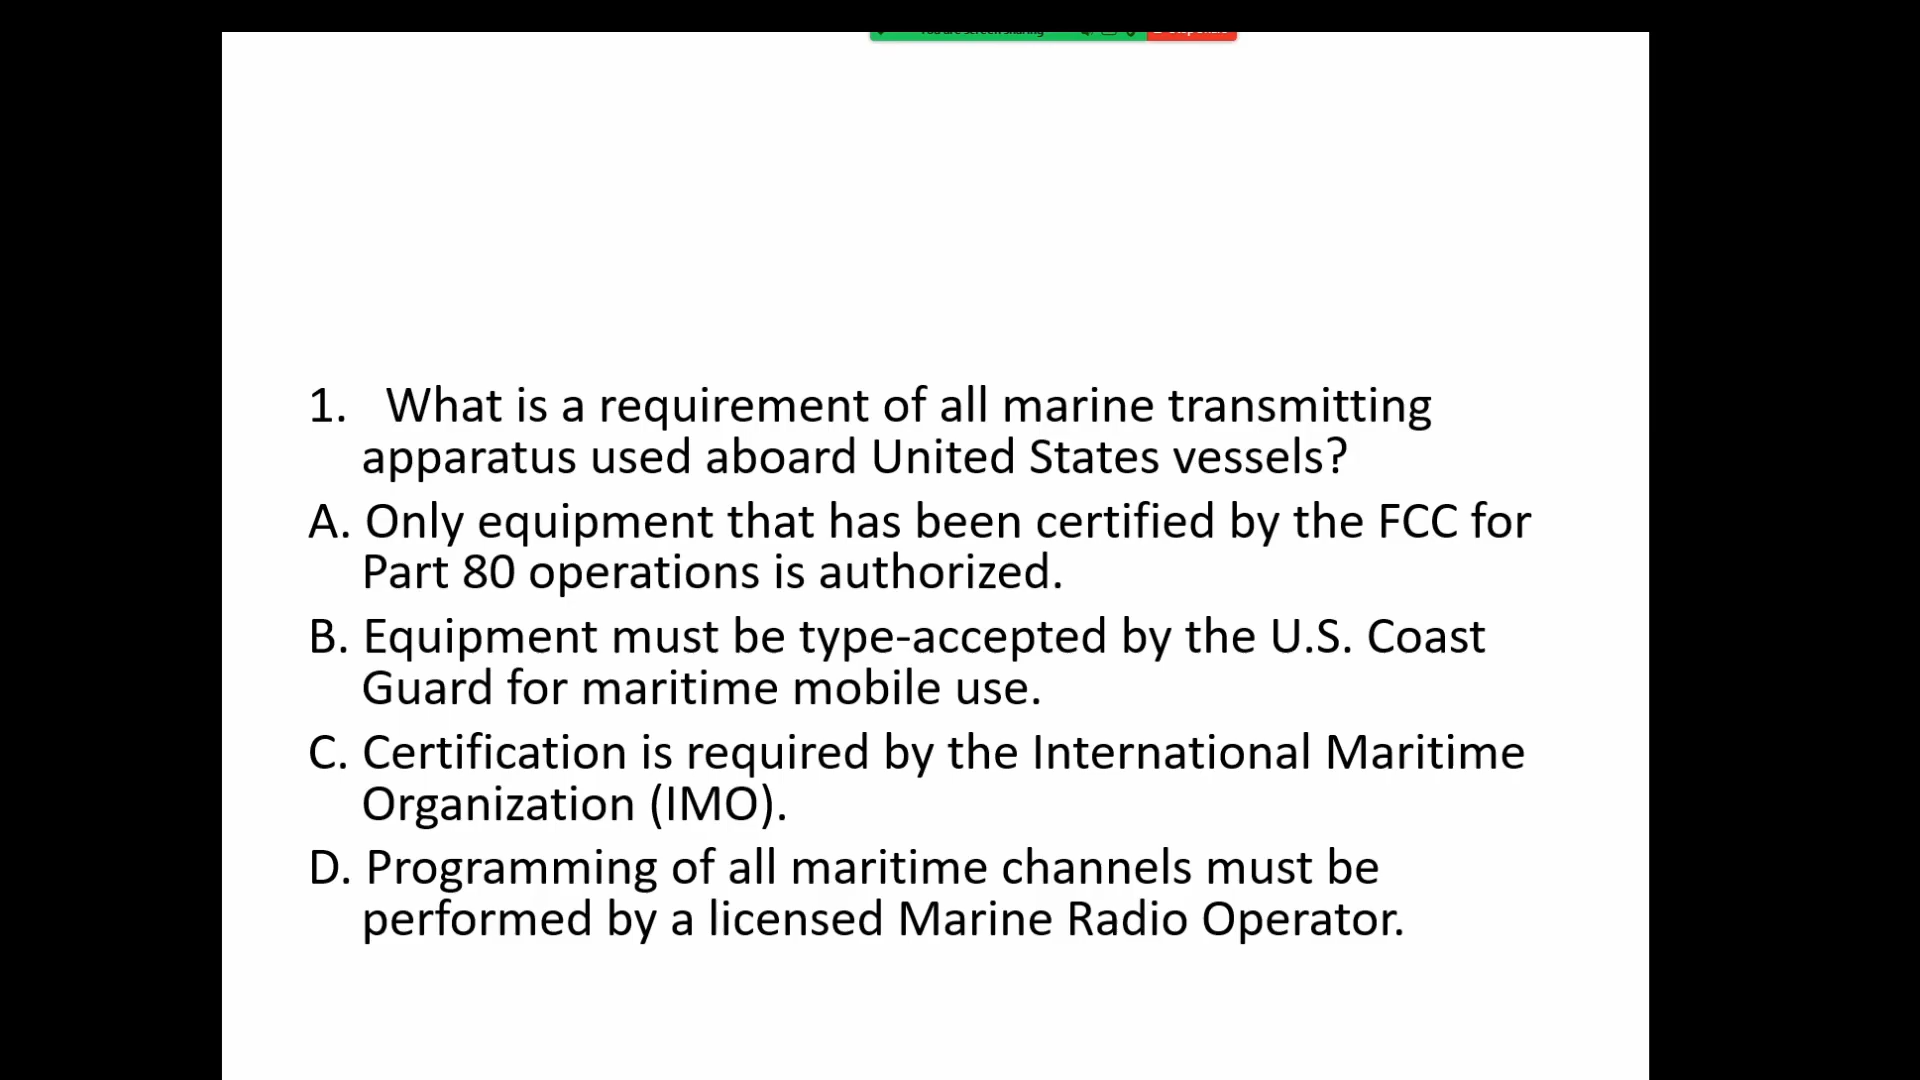 1. What is a requirement of all marine transmitting
apparatus used aboard United States vessels?
A. Only equipment that has been certified by the FCC for
Part 80 operations is authorized.
B. Equipment must be type-accepted by the U.S. Coast
Guard for maritime mobile use.
C. Certification is required by the International Maritime
Organization (IMO).
D. Programming of all maritime channels must be
performed by a licensed Marine Radio Operator.